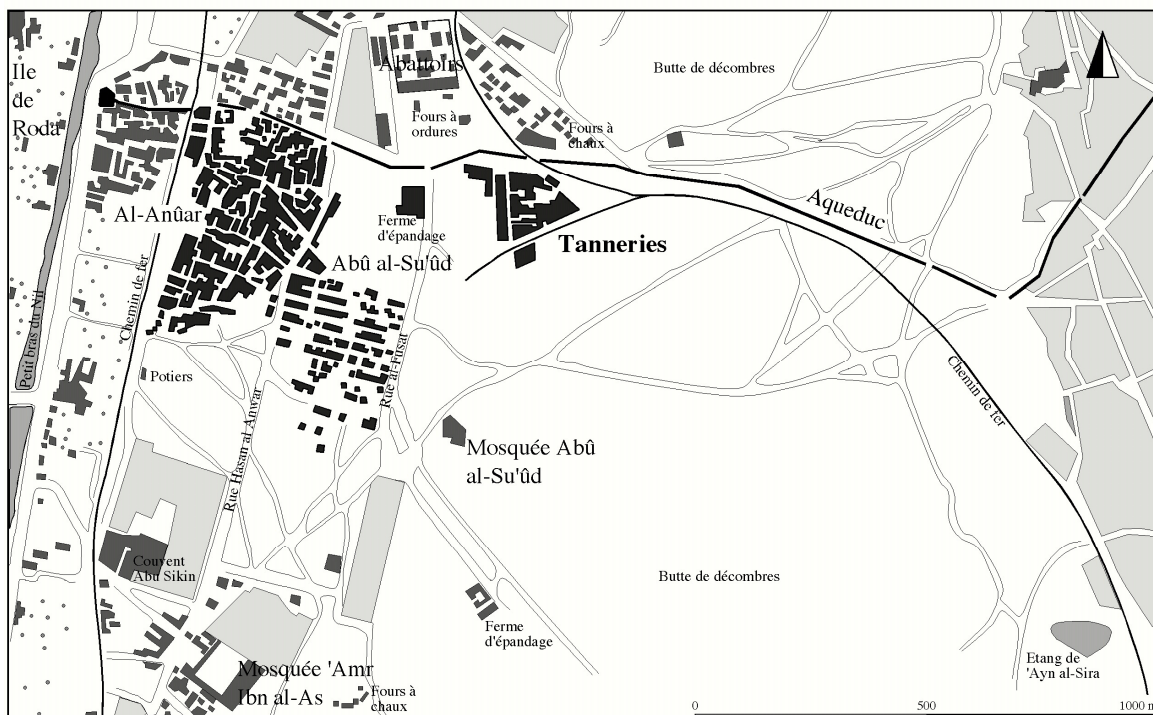 Ile
de
Roda
Abattoirs
Butte de décombres
Fours à
ordures
Fours à
chaux
Aqueduc
Al-Anûar
Ferme
d'épandage
Tanneries
Abû al-Su'ûd
Chemin de fer
Petit bras du Nil
Potiers
Rue al-Fusat
Chemin de fer
Rue Hasan al Anwar
Mosquée Abû
al-Su'ûd
Couvent
Abu Sikin
Butte de décombres
Ferme
d'épandage
Mosquée 'Amr
Ibn al-As
Fours à
chaux
Etang de
'Ayn al-Sira
0 500 1000 m